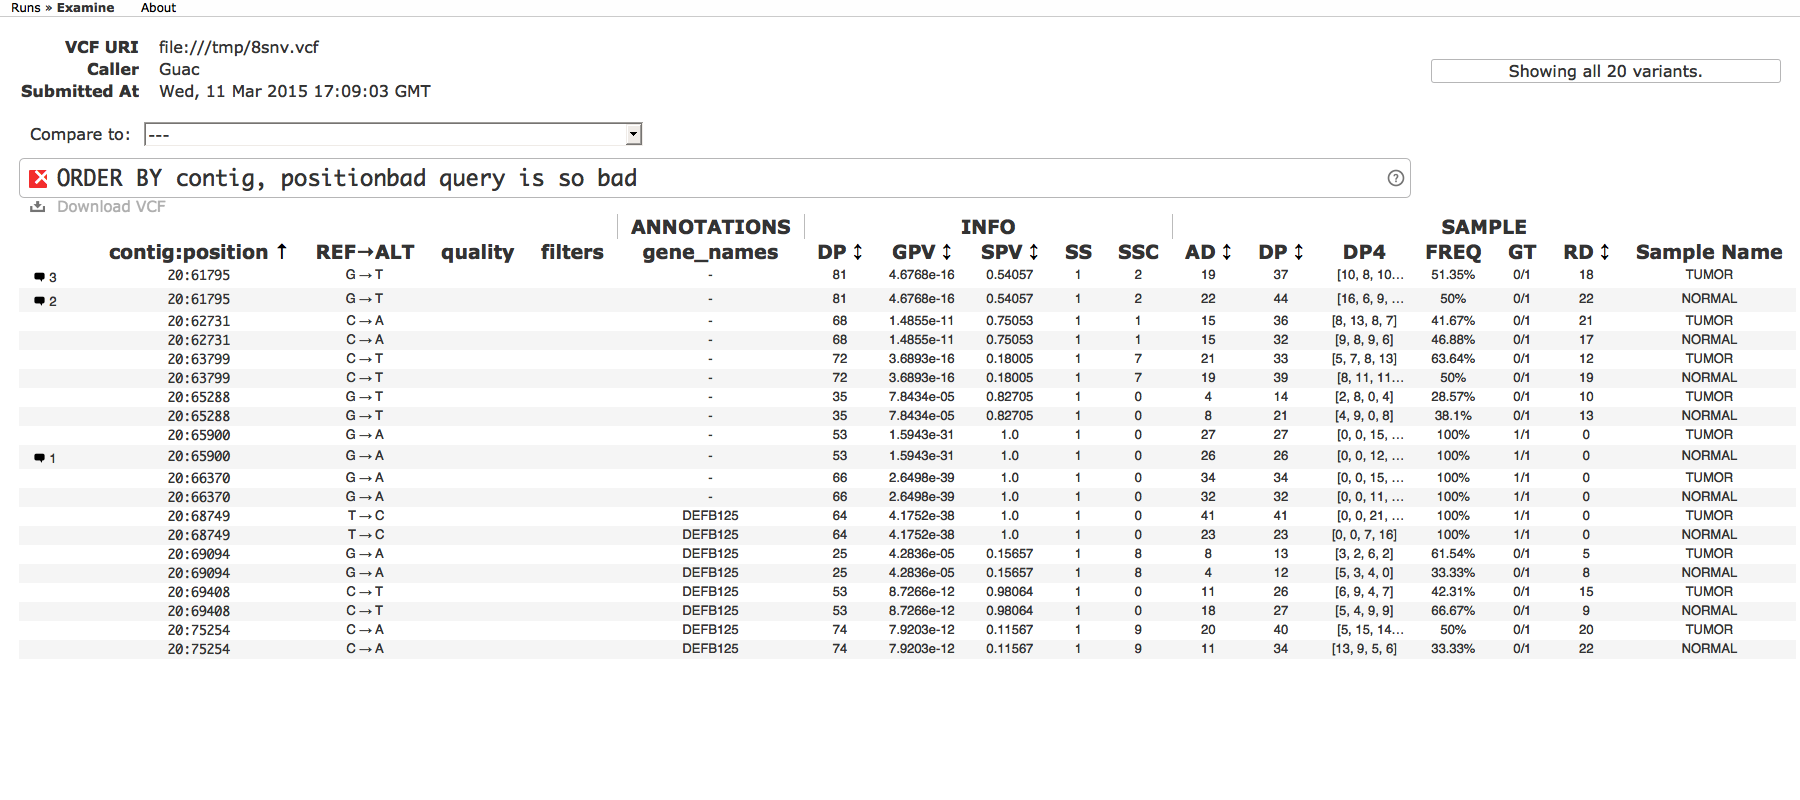 Runs » Examine About
VCF URI file:///tmp/8snv.vcf
Caller Guac
Submitted At Wed, 11 Mar 2015 17:09:03 GMT
Showing all 20 variants.
Compare to: ---
ORDER BY contig, positionbad query is so bad ?
Download VCF
ANNOTATIONS INFO SAMPLE
contig:position ↑ REF→ALT quality filters gene_names DP ↕ GPV ↕ SPV ↕ SS SSC AD ↕ DP ↕ DP4 FREQ GT RD ↕ Sample Name
3 20:61795 G→T - 81 4.6768e-16 0.54057 1 2 19 37 [10, 8, 10... 51.35% 0/1 18 TUMOR
2 20:61795 G→T - 81 4.6768e-16 0.54057 1 2 22 44 [16, 6, 9, ... 50% 0/1 22 NORMAL
20:62731 C→A - 68 1.4855e-11 0.75053 1 1 15 36 [8, 13, 8, 7] 41.67% 0/1 21 TUMOR
20:62731 C→A - 68 1.4855e-11 0.75053 1 1 15 32 [9, 8, 9, 6] 46.88% 0/1 17 NORMAL
20:63799 C→T - 72 3.6893e-16 0.18005 1 7 21 33 [5, 7, 8, 13] 63.64% 0/1 12 TUMOR
20:63799 C→T - 72 3.6893e-16 0.18005 1 7 19 39 [8, 11, 11... 50% 0/1 19 NORMAL
20:65288 G→T - 35 7.8434e-05 0.82705 1 0 4 14 [2, 8, 0, 4] 28.57% 0/1 10 TUMOR
20:65288 G→T - 35 7.8434e-05 0.82705 1 0 8 21 [4, 9, 0, 8] 38.1% 0/1 13 NORMAL
20:65900 G→A - 53 1.5943e-31 1.0 1 0 27 27 [0, 0, 15, ... 100% 1/1 0 TUMOR
1 20:65900 G→A - 53 1.5943e-31 1.0 1 0 26 26 [0, 0, 12, ... 100% 1/1 0 NORMAL
20:66370 G→A - 66 2.6498e-39 1.0 1 0 34 34 [0, 0, 15, ... 100% 1/1 0 TUMOR
20:66370 G→A - 66 2.6498e-39 1.0 1 0 32 32 [0, 0, 11, ... 100% 1/1 0 NORMAL
20:68749 T→C DEFB125 64 4.1752e-38 1.0 1 0 41 41 [0, 0, 21, ... 100% 1/1 0 TUMOR
20:68749 T→C DEFB125 64 4.1752e-38 1.0 1 0 23 23 [0, 0, 7, 16] 100% 1/1 0 NORMAL
20:69094 G→A DEFB125 25 4.2836e-05 0.15657 1 8 8 13 [3, 2, 6, 2] 61.54% 0/1 5 TUMOR
20:69094 G→A DEFB125 25 4.2836e-05 0.15657 1 8 4 12 [5, 3, 4, 0] 33.33% 0/1 8 NORMAL
20:69408 C→T DEFB125 53 8.7266e-12 0.98064 1 0 11 26 [6, 9, 4, 7] 42.31% 0/1 15 TUMOR
20:69408 C→T DEFB125 53 8.7266e-12 0.98064 1 0 18 27 [5, 4, 9, 9] 66.67% 0/1 9 NORMAL
20:75254 C→A DEFB125 74 7.9203e-12 0.11567 1 9 20 40 [5, 15, 14... 50% 0/1 20 TUMOR
20:75254 C→A DEFB125 74 7.9203e-12 0.11567 1 9 11 34 [13, 9, 5, 6] 33.33% 0/1 22 NORMAL